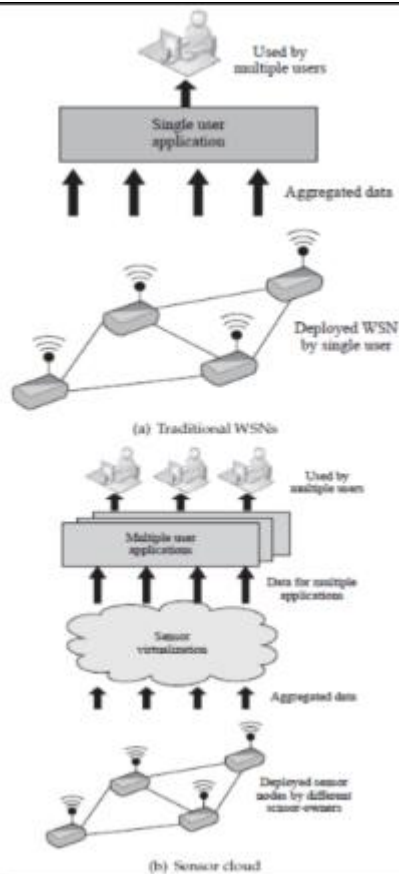 Used by
multiple users
Single user
application
Aggregated data
Deployed WSN
by single user
(a) Traditional WSNs
Used by
multiple users
Multiple user
applications
Data for multiple
applications
Sensor
virtualization
Aggregated data
Deployed sensor
nodes by different
sensor-owners
(b) Sensor cloud